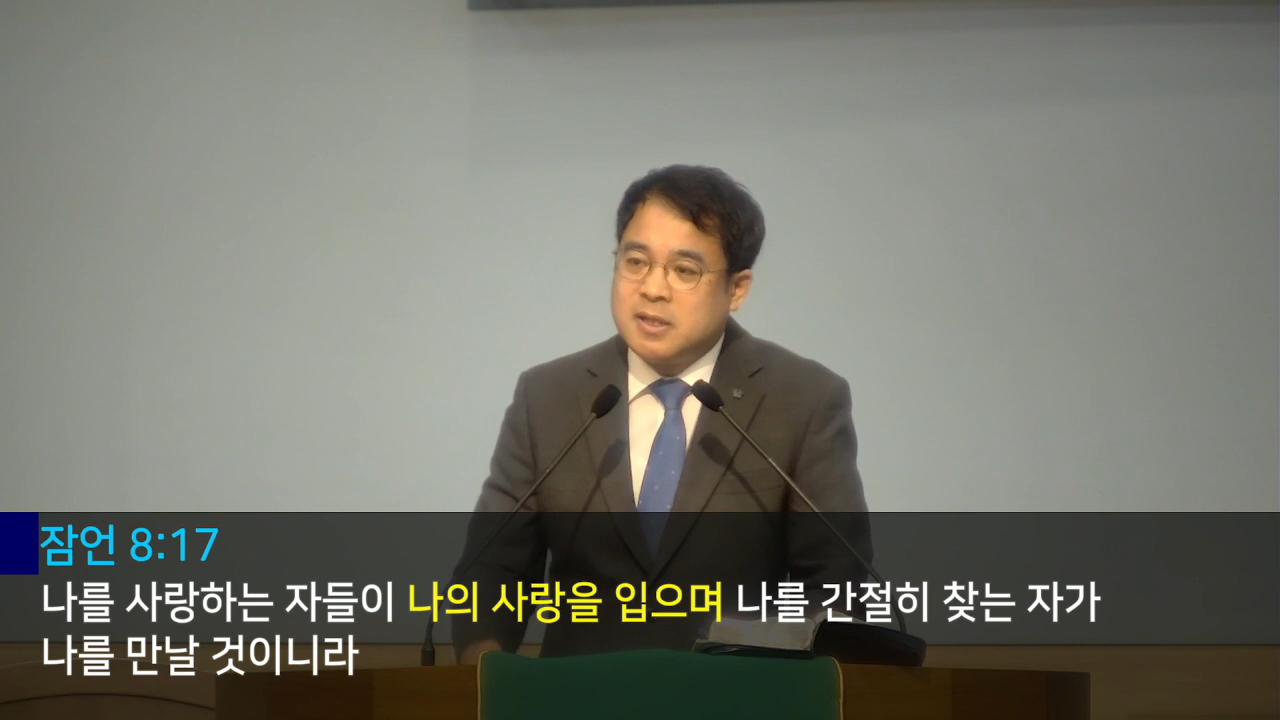 잠언 8:17
나를 사랑하는 자들이 나의 사랑을 입으며 나를 간절히 찾는 자가
나를 만날 것이니라